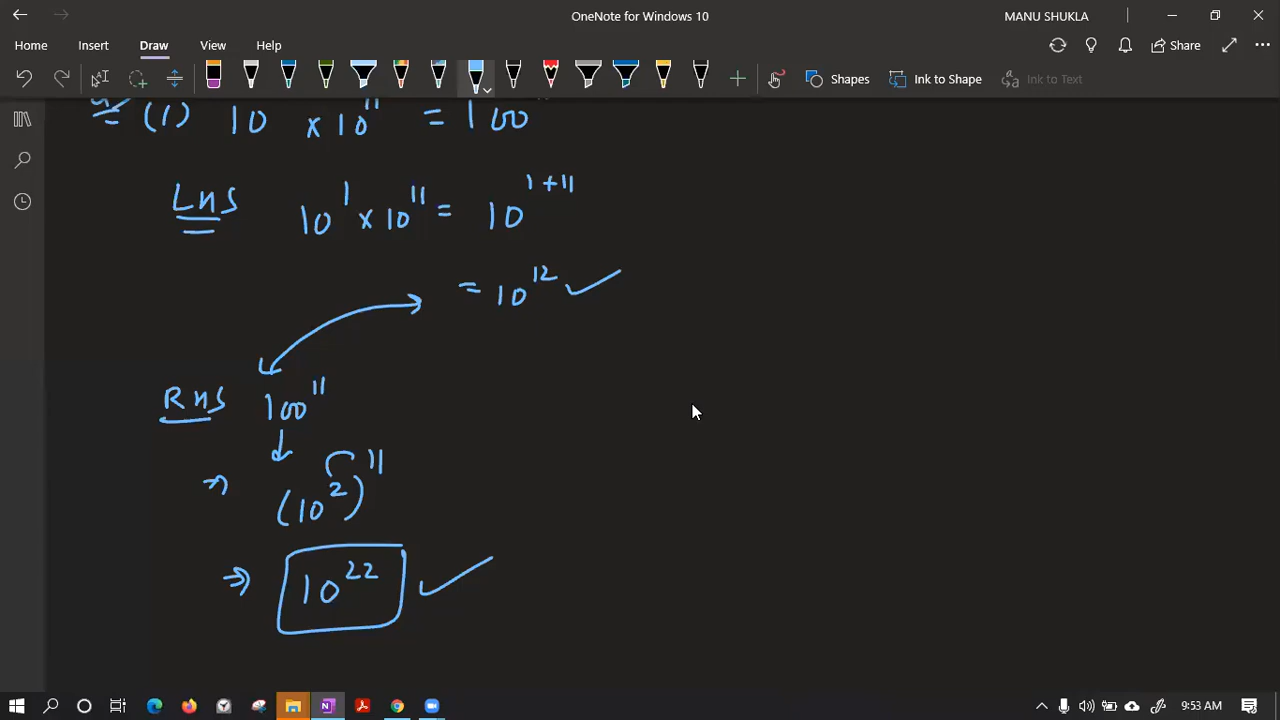 OneNote for Windows 10
MANU SHUKLA
Home Insert Draw View Help
Share
Shapes Ink to Shape Ink to Text
(1) 10 x 10¹¹ = 100
LHS 10¹ x 10¹¹ = 10¹⁺¹¹
= 10¹² ✓
RHS 100¹¹
⇒ (10²)¹¹
⇒ 10²² ✓
9:53 AM